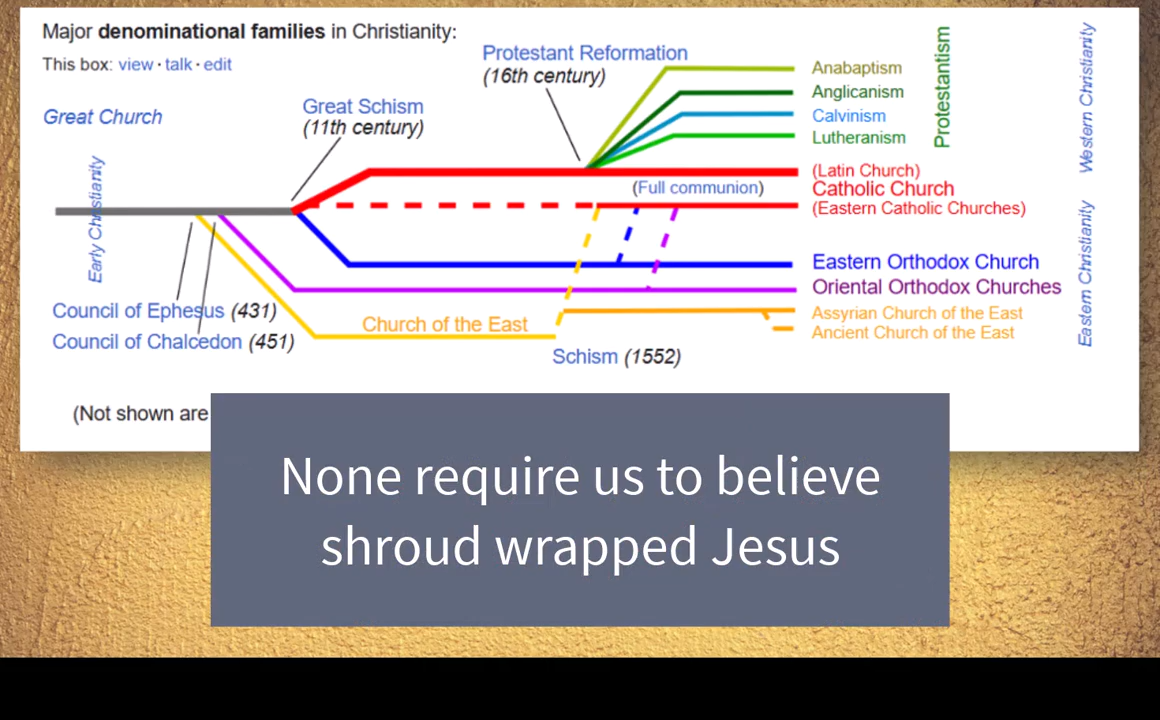 Major denominational families in Christianity:
This box: view · talk · edit
Great Church
Early Christianity
Great Schism
(11th century)
Protestant Reformation
(16th century)
Anabaptism
Anglicanism
Calvinism
Lutheranism
Protestantism
Western Christianity
(Latin Church)
Catholic Church
(Eastern Catholic Churches)
(Full communion)
Eastern Orthodox Church
Oriental Orthodox Churches
Assyrian Church of the East
Ancient Church of the East
Eastern Christianity
Council of Ephesus (431)
Council of Chalcedon (451)
Church of the East
Schism (1552)
(Not shown are
None require us to believe
shroud wrapped Jesus